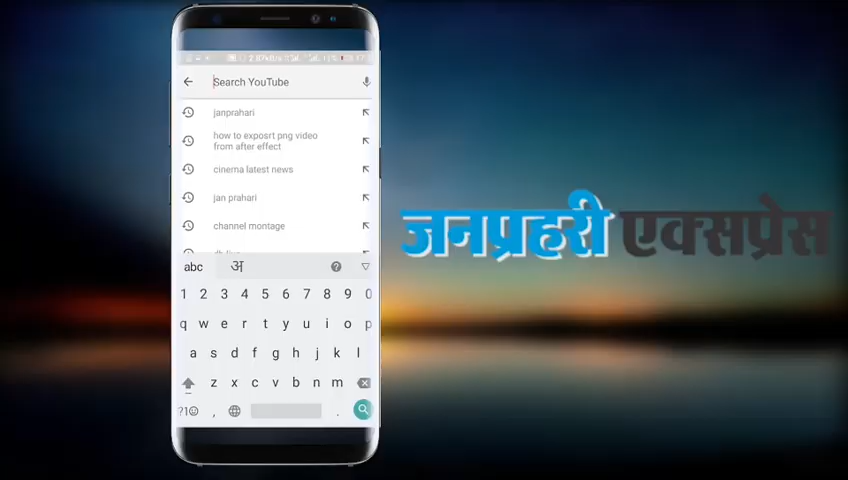 Search YouTube
janprahari
how to exposrt png video
from after effect
cinema latest news
jan prahari
channel montage
abc अ
1 2 3 4 5 6 7 8 9 0
q w e r t y u i o p
a s d f g h j k l
z x c v b n m
?1☺ , .
जनप्रहरी एक्सप्रेस